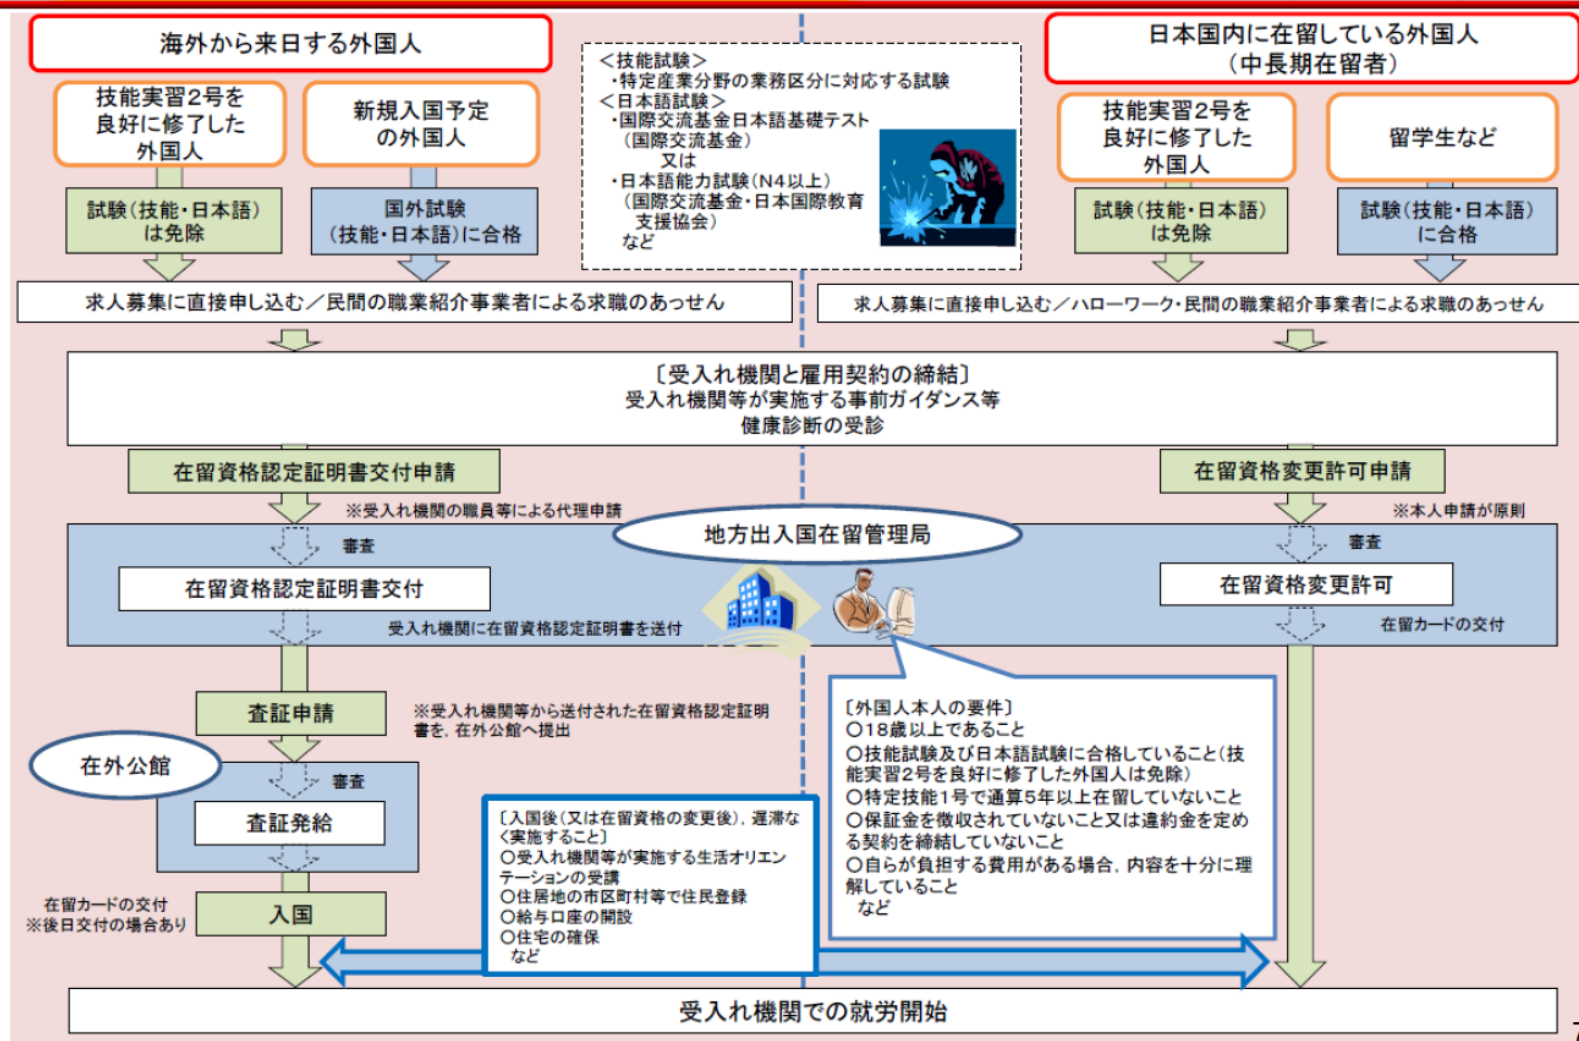 海外から来日する外国人
日本国内に在留している外国人
（中長期在留者）
技能実習２号を
良好に修了した
外国人
新規入国予定
の外国人
＜技能試験＞
・特定産業分野の業務区分に対応する試験
＜日本語試験＞
・国際交流基金日本語基礎テスト
（国際交流基金）
又は
・日本語能力試験（N4以上）
（国際交流基金・日本国際教育
支援協会）
など
技能実習２号を
良好に修了した
外国人
留学生など
試験（技能・日本語）
は免除
国外試験
（技能・日本語）に合格
試験（技能・日本語）
は免除
試験（技能・日本語）
に合格
求人募集に直接申し込む／民間の職業紹介事業者による求職のあっせん
求人募集に直接申し込む／ハローワーク・民間の職業紹介事業者による求職のあっせん
〔受入れ機関と雇用契約の締結〕
受入れ機関等が実施する事前ガイダンス等
健康診断の受診
在留資格認定証明書交付申請
在留資格変更許可申請
※受入れ機関の職員等による代理申請
※本人申請が原則
地方出入国在留管理局
審査
審査
在留資格認定証明書交付
在留資格変更許可
受入れ機関に在留資格認定証明書を送付
在留カードの交付
査証申請
※受入れ機関等から送付された在留資格認定証明
書を，在外公館へ提出
在外公館
審査
査証発給
〔外国人本人の要件〕
○18歳以上であること
○技能試験及び日本語試験に合格していること（技
能実習２号を良好に修了した外国人は免除）
○特定技能１号で通算５年以上在留していないこと
○保証金を徴収されていないこと又は違約金を定め
る契約を締結していないこと
○自らが負担する費用がある場合，内容を十分に理
解していること
など
〔入国後（又は在留資格の変更後），遅滞な
く実施すること〕
○受入れ機関等が実施する生活オリエン
テーションの受講
○住居地の市区町村等で住民登録
○給与口座の開設
○住宅の確保
など
在留カードの交付
※後日交付の場合あり
入国
受入れ機関での就労開始
7